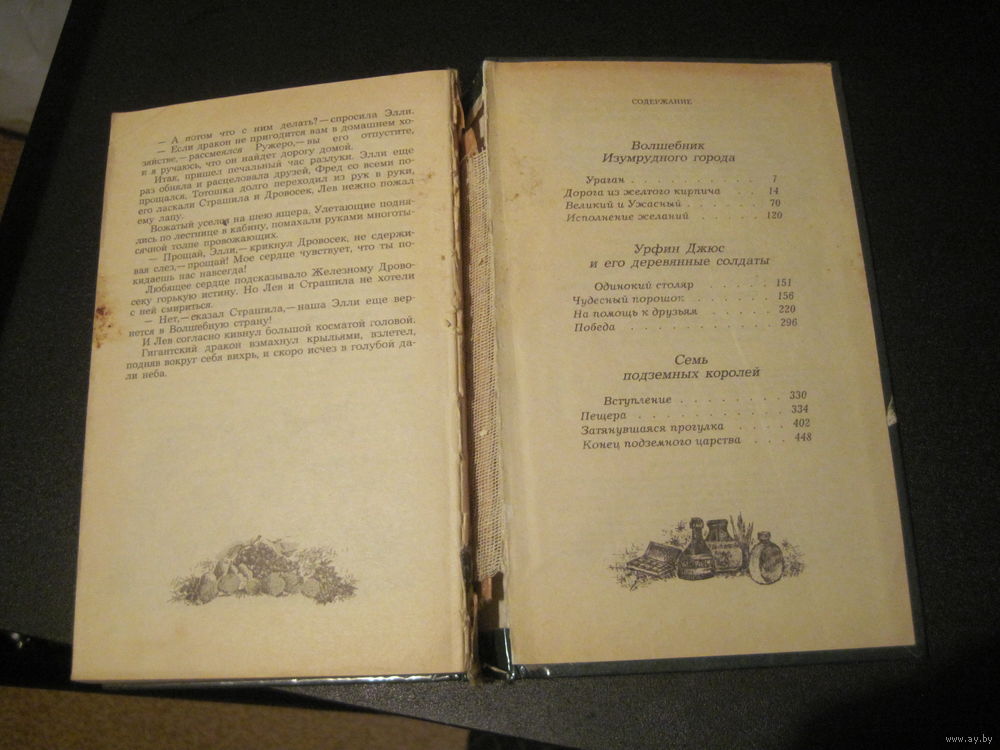 — А потом что с ним делать? — спросила Элли.
— Если дракон не пригодится вам в домашнем хо-
зяйстве,— рассмеялся Ружеро,— вы его отпустите,
и я ручаюсь, что он найдет дорогу домой.
Итак, пришел печальный час разлуки. Элли еще
раз обняла и расцеловала друзей, Фред со всеми по-
прощался. Тотошка долго переходил из рук в руки,
его ласкали Страшила и Дровосек, Лев нежно пожал
ему лапу.
Вожатый уселся на шею ящера. Улетающие подня-
лись по лестнице в кабину, помахали руками многоты-
сячной толпе провожающих.
— Прощай, Элли,— крикнул Дровосек, не сдержи-
вая слез,— прощай! Мое сердце чувствует, что ты по-
кидаешь нас навсегда!
Любящее сердце подсказывало Железному Дрово-
секу горькую истину. Но Лев и Страшила не хотели
с ней смириться.
— Нет,— сказал Страшила,— наша Элли еще вер-
нется в Волшебную страну!
И Лев согласно кивнул большой косматой головой.
Гигантский дракон взмахнул крыльями, взлетел,
подняв вокруг себя вихрь, и скоро исчез в голубой да-
ли неба.
СОДЕРЖАНИЕ
Волшебник
Изумрудного города
Ураган . . . . . . . . . . 7
Дорога из желтого кирпича . . . . 14
Великий и Ужасный . . . . . . 70
Исполнение желаний . . . . . 120
Урфин Джюс
и его деревянные солдаты
Одинокий столяр . . . . . . 151
Чудесный порошок . . . . . . 156
На помощь к друзьям . . . . . 220
Победа . . . . . . . . . . 296
Семь
подземных королей
Вступление . . . . . . . 330
Пещера . . . . . . . . . 334
Затянувшаяся прогулка . . . . 402
Конец подземного царства . . . 448
www.ay.by